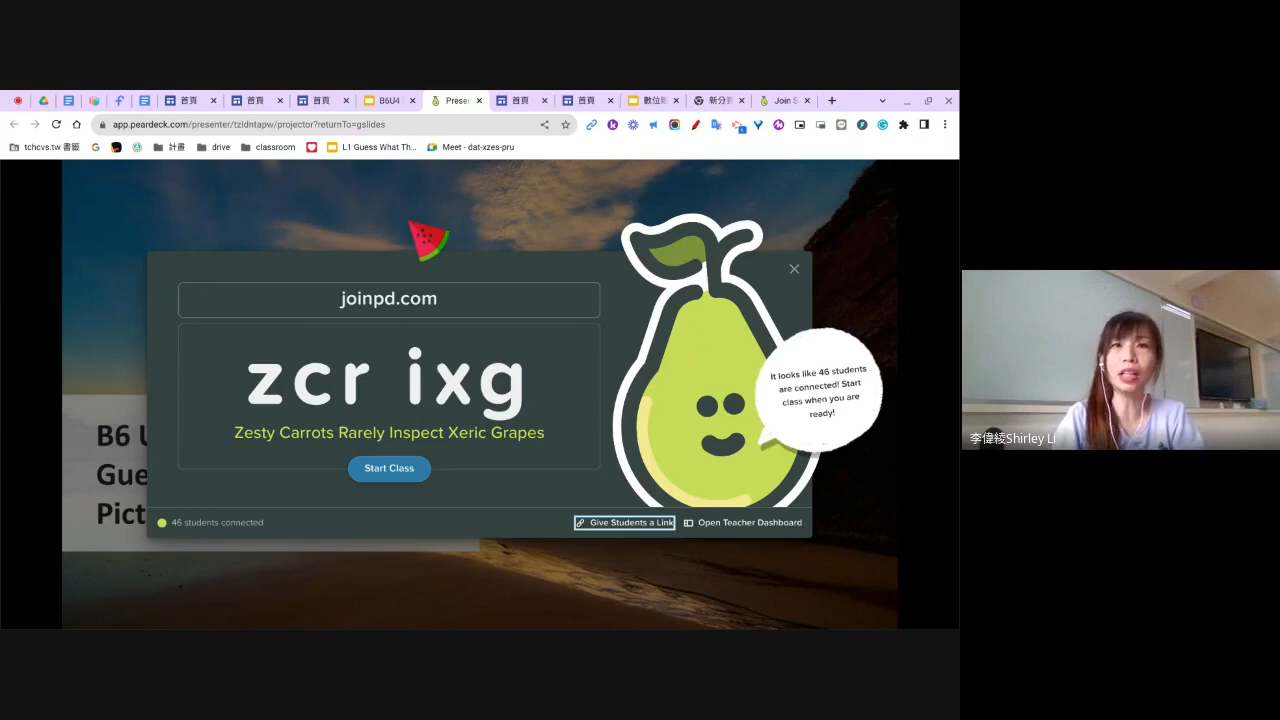 首頁
首頁
首頁
B6U4
Presen
首頁
首頁
數位
新分頁
Join S
app.peardeck.com/presenter/tzldntapw/projector?returnTo=gslides
tchcvs.tw 書籤
計畫
drive
classroom
L1 Guess What Th...
Meet - dat-xzes-pru
joinpd.com
zcr ixg
Zesty Carrots Rarely Inspect Xeric Grapes
Start Class
It looks like 46 students
are connected! Start
class when you are
ready!
B6 U
Gue
Pict
46 students connected
Give Students a Link
Open Teacher Dashboard
李偉綾Shirley Li